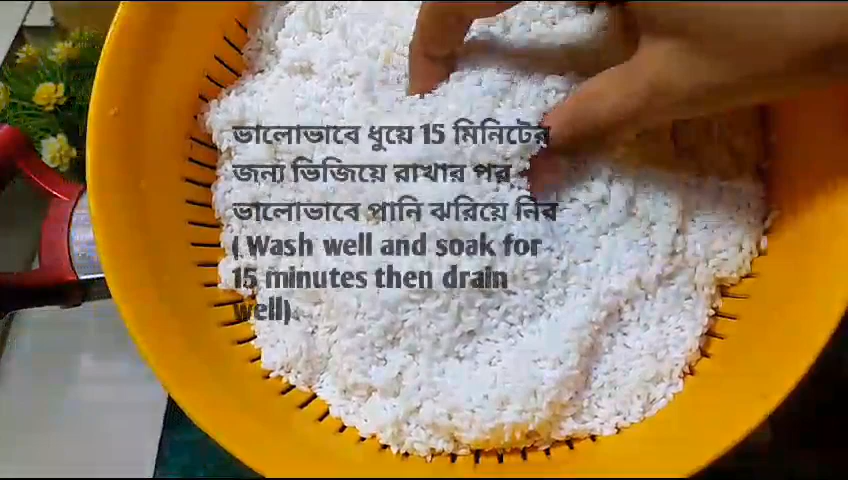 ভালোভাবে ধুয়ে 15 মিনিটের
জন্য ভিজিয়ে রাখার পর
ভালোভাবে প্রানি ঝরিয়ে নিব
( Wash well and soak for
15 minutes then drain
well)